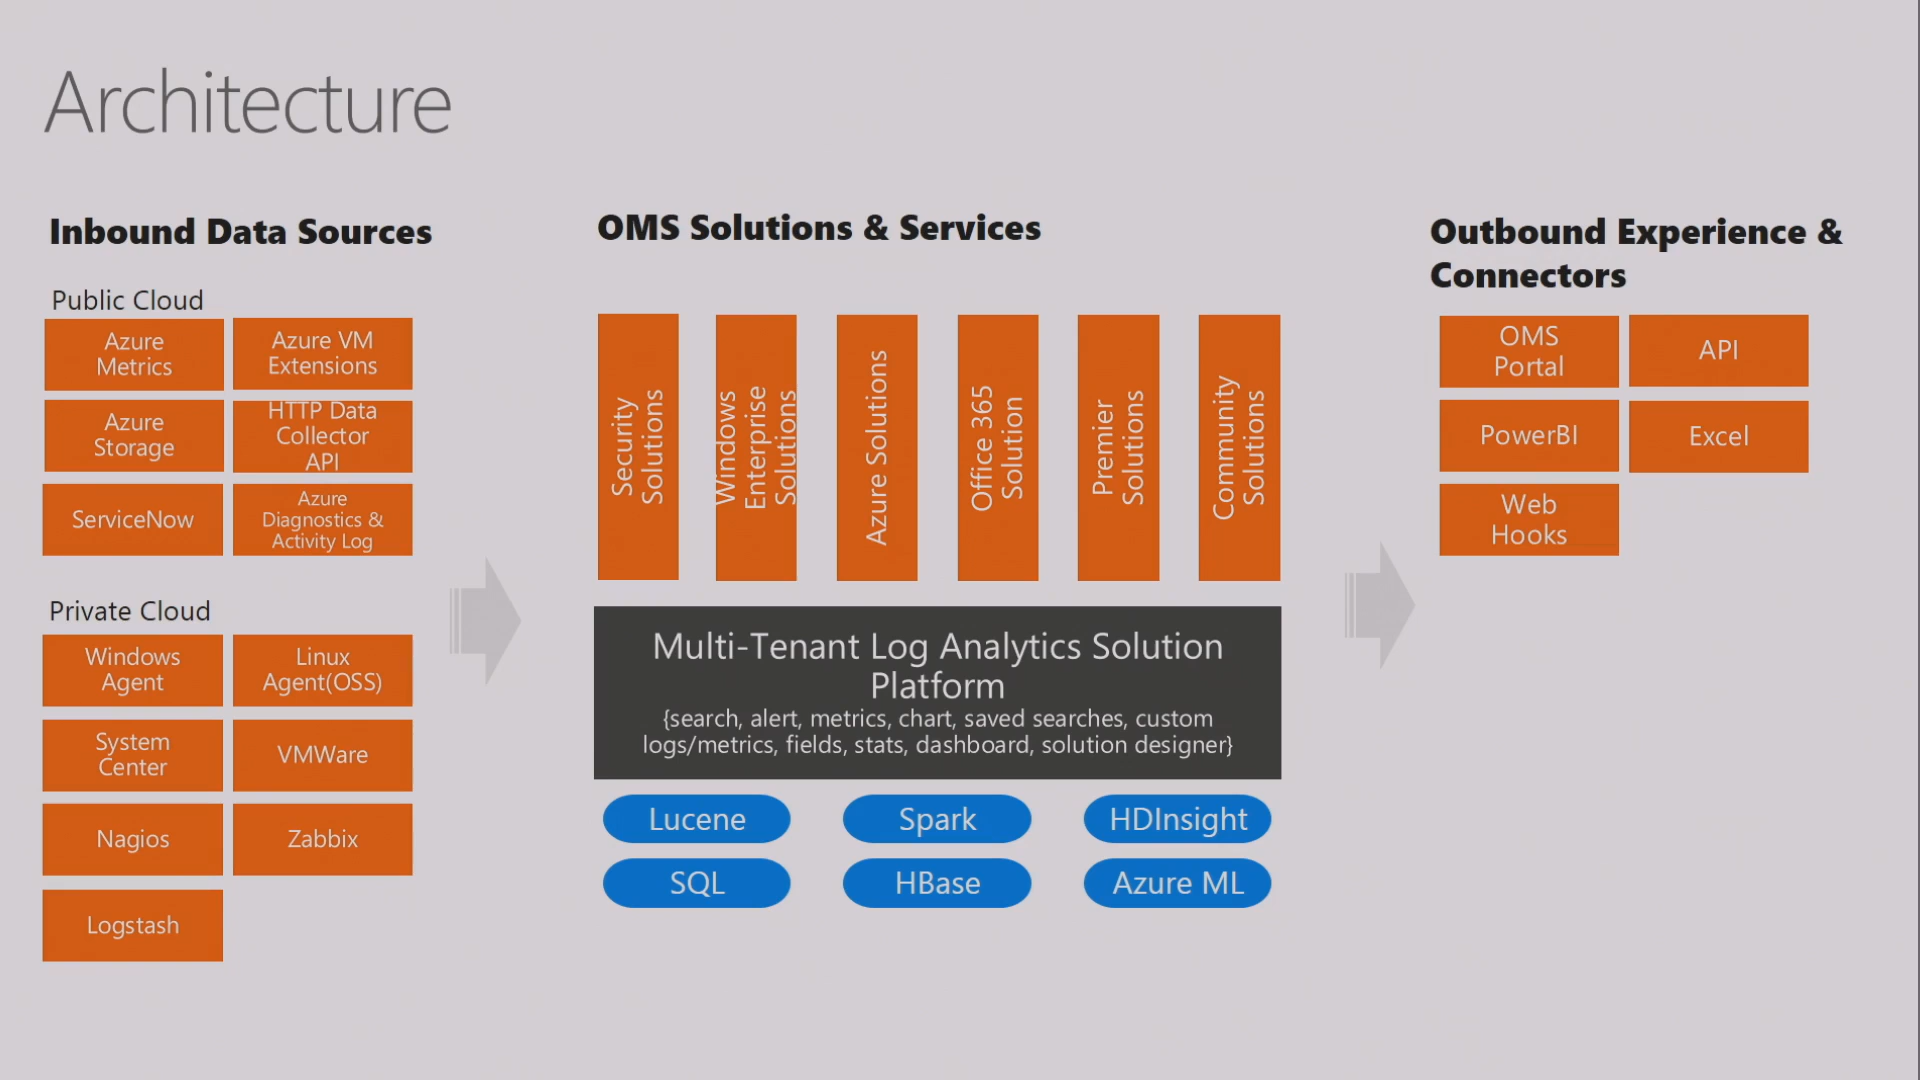 Architecture
Inbound Data Sources
Public Cloud
Azure
Metrics
Azure VM
Extensions
Azure
Storage
HTTP Data
Collector
API
ServiceNow
Azure
Diagnostics &
Activity Log
Private Cloud
Windows
Agent
Linux
Agent(OSS)
System
Center
VMWare
Nagios
Zabbix
Logstash
OMS Solutions & Services
Security
Solutions
Windows
Enterprise
Solutions
Azure Solutions
Office 365
Solution
Premier
Solutions
Community
Solutions
Multi-Tenant Log Analytics Solution
Platform
{search, alert, metrics, chart, saved searches, custom
logs/metrics, fields, stats, dashboard, solution designer}
Lucene
Spark
HDInsight
SQL
HBase
Azure ML
Outbound Experience &
Connectors
OMS
Portal
API
PowerBI
Excel
Web
Hooks